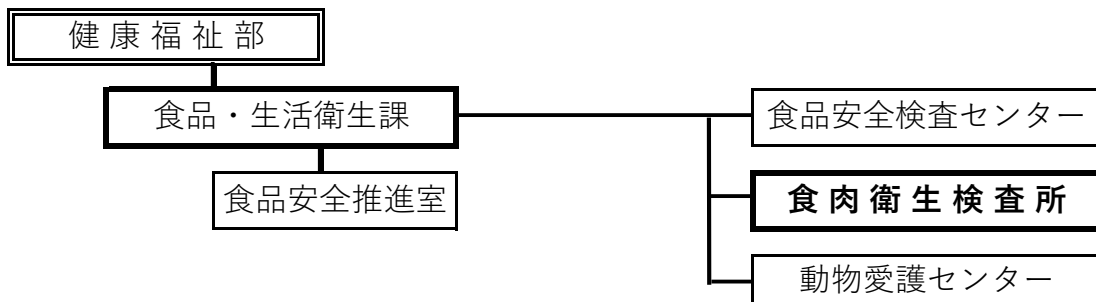 健康福祉部
食品・生活衛生課
食品安全検査センター
食品安全推進室
食肉衛生検査所
動物愛護センター